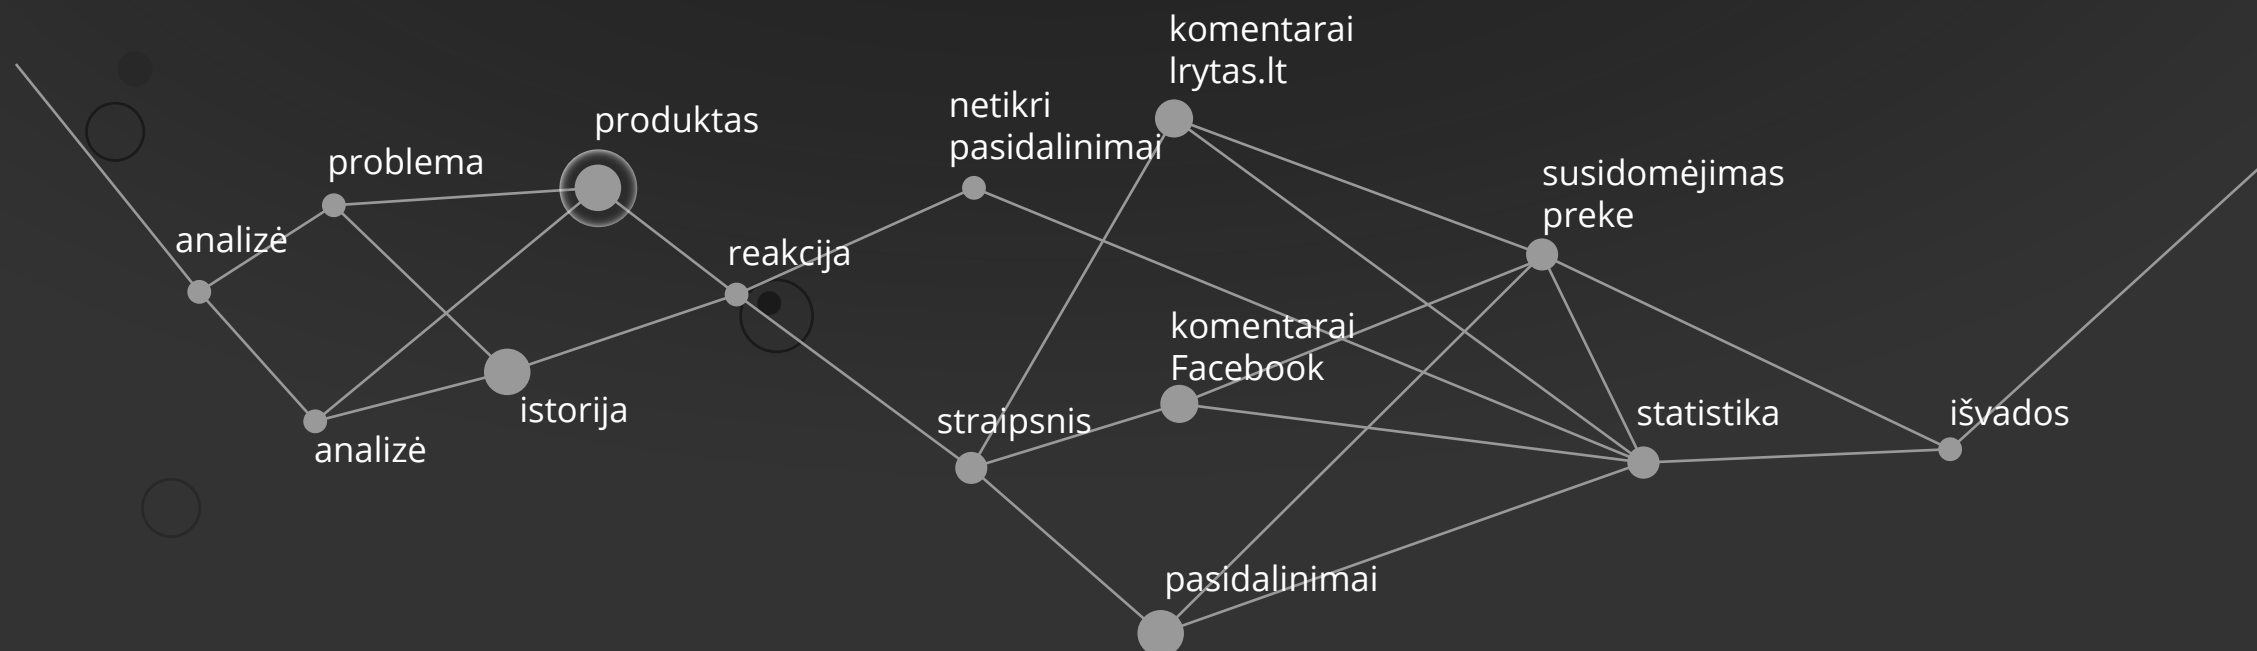 analizė
problema
produktas
analizė
istorija
reakcija
netikri
pasidalinimai
straipsnis
komentarai
lrytas.lt
komentarai
Facebook
pasidalinimai
susidomėjimas
preke
statistika
išvados